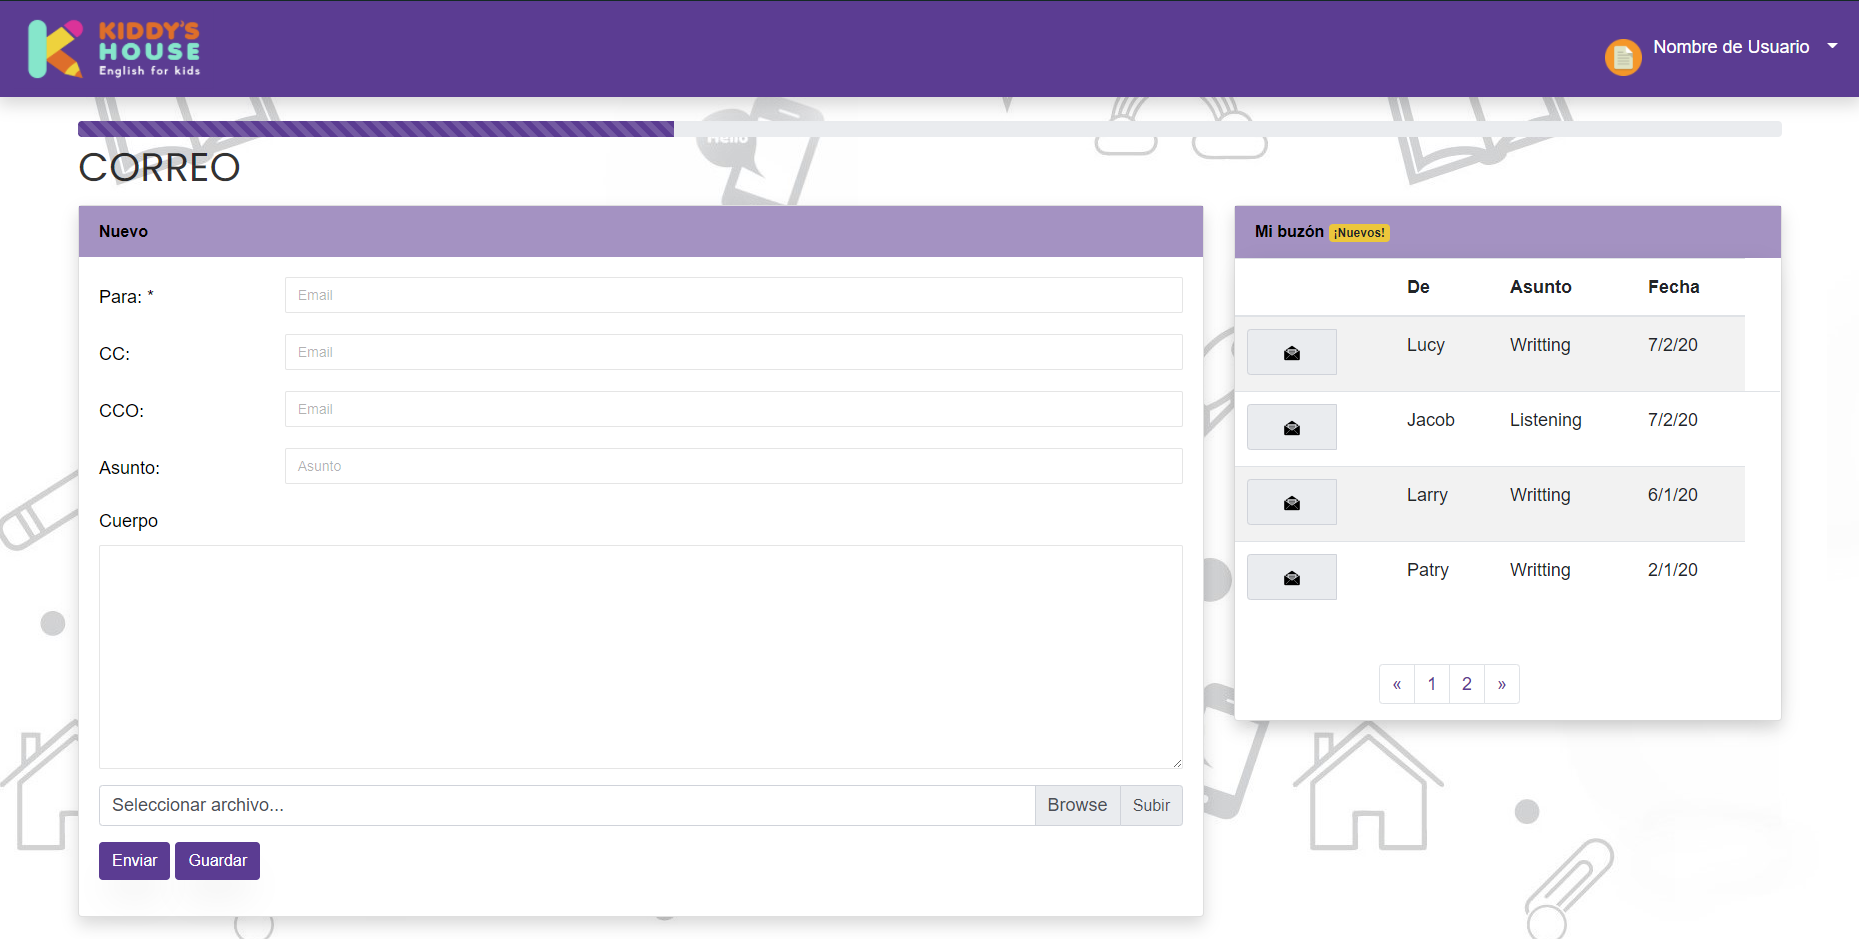 KIDDY'S
HOUSE
English for kids
Nombre de Usuario
Hello
CORREO
Nuevo
Para: *
Email
CC:
Email
CCO:
Email
Asunto:
Asunto
Cuerpo
Seleccionar archivo...
Browse
Subir
Enviar
Guardar
Mi buzón ¡Nuevos!
De Asunto Fecha
Lucy Writting 7/2/20
Jacob Listening 7/2/20
Larry Writting 6/1/20
Patry Writting 2/1/20
« 1 2 »